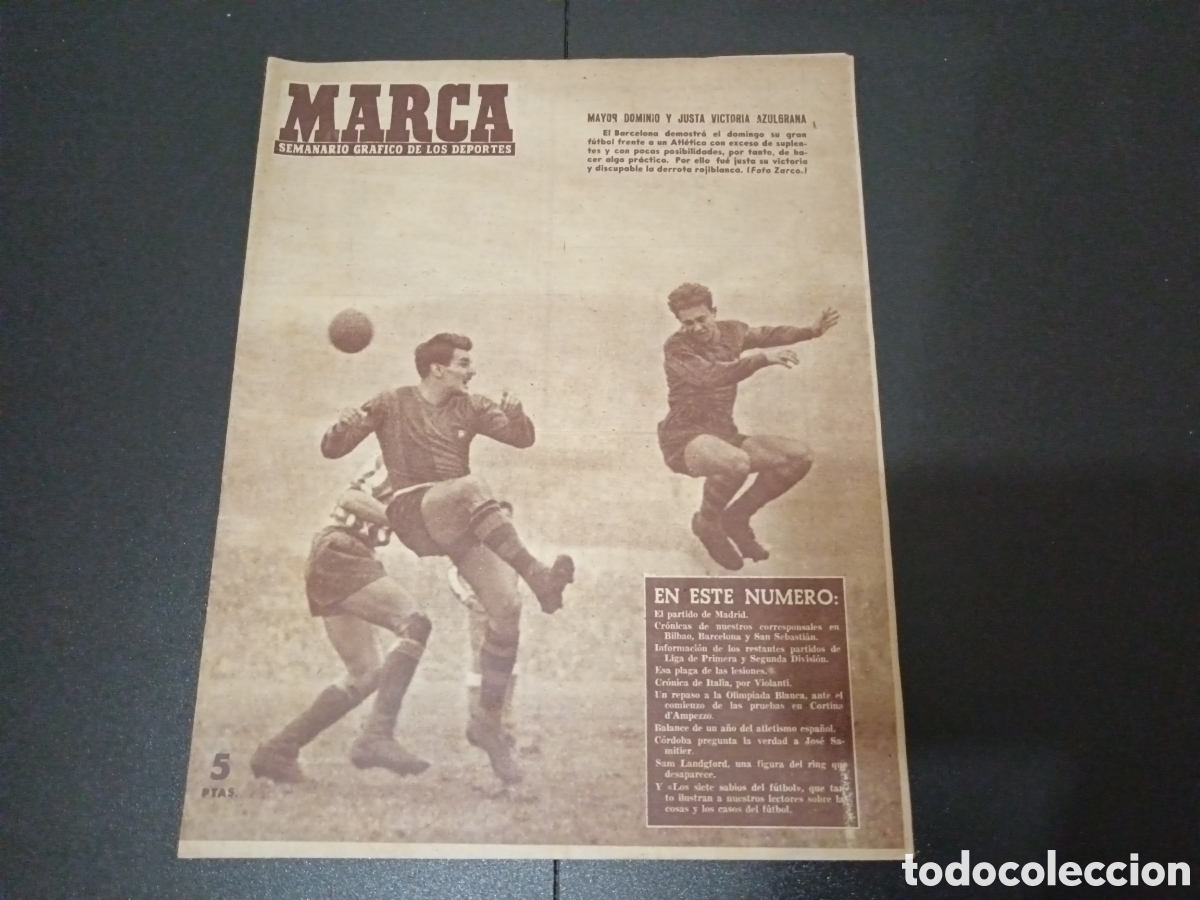 MARCA
SEMANARIO GRAFICO DE LOS DEPORTES
MAYOR DOMINIO Y JUSTA VICTORIA AZULGRANA
El Barcelona demostró el domingo su gran
fútbol frente a un Atlético con exceso de suplen-
tes y con pocas posibilidades, por tanto, de ha-
cer algo práctico. Por ello fué justa su victoria
y discupable la derrota rojiblanca. (Foto Zarco.)
EN ESTE NUMERO:
El partido de Madrid.
Crónicas de nuestros corresponsales en
Bilbao, Barcelona y San Sebastián.
Información de los restantes partidos de
Liga de Primera y Segunda División.
Esa plaga de las lesiones.
Crónica de Italia, por Violanti.
Un repaso a la Olimpiada Blanca, ante el
comienzo de las pruebas en Cortina
d'Ampezzo.
Balance de un año del atletismo español.
Córdoba pregunta la verdad a José Sa-
mitier.
Sam Landgford, una figura del ring que
desaparece.
Y «Los siete sabios del fútbol», que tan-
to ilustran a nuestros lectores sobre la
cosas y los casos del fútbol.
5
PTAS.
todocoleccion